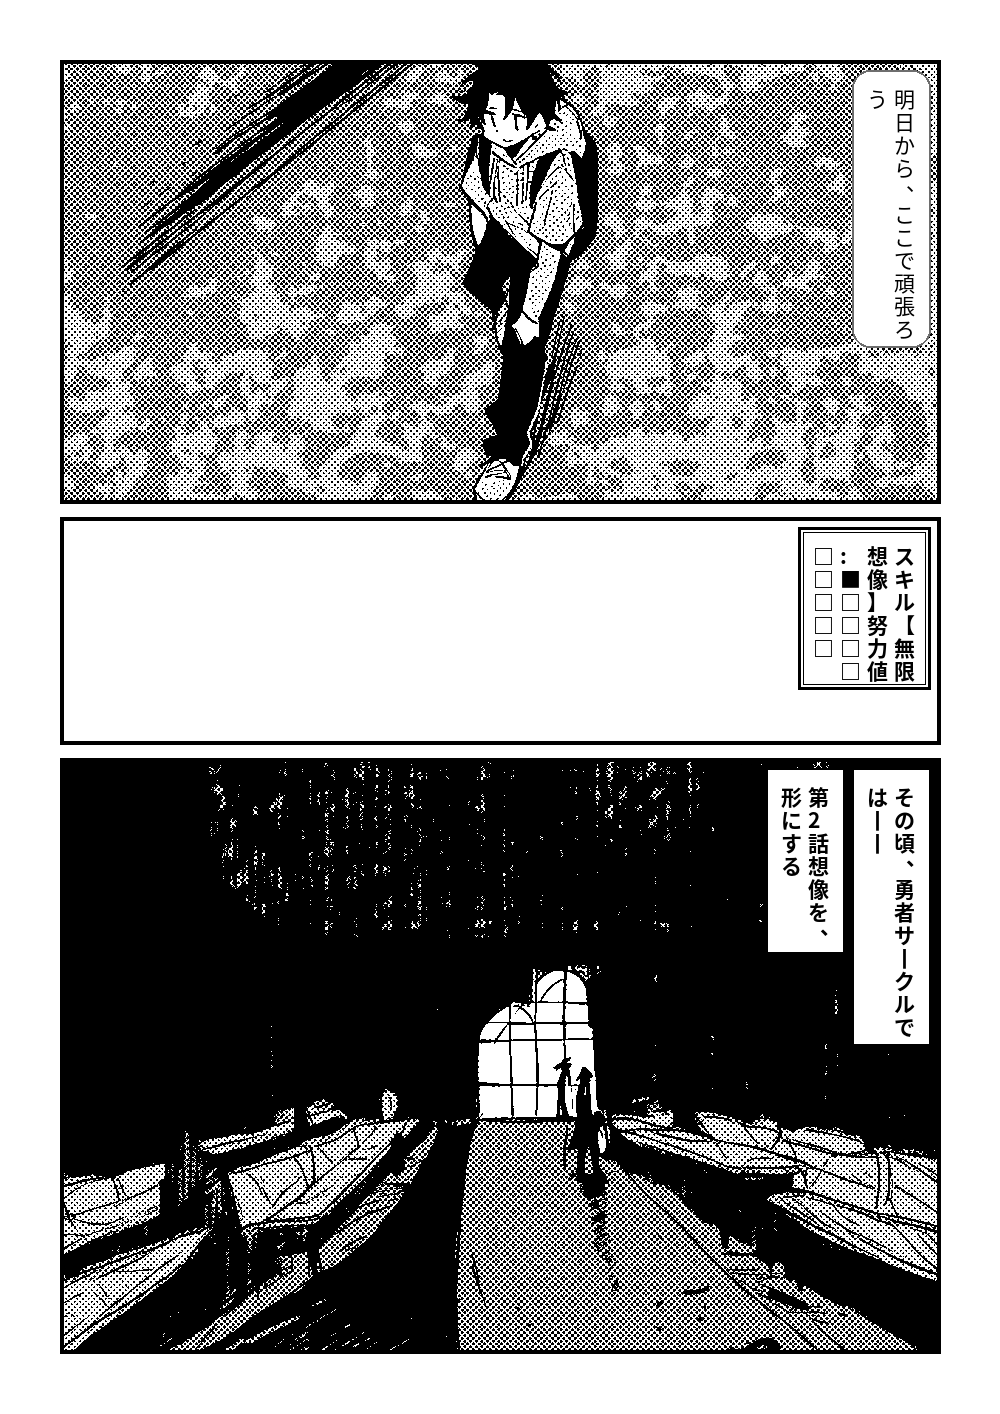 明日から、ここで頑張ろ
う
スキル【無限
想像】努力値
：■□□□□
□□□□□
その頃、勇者サークルで
はーー
第2話想像を、
形にする